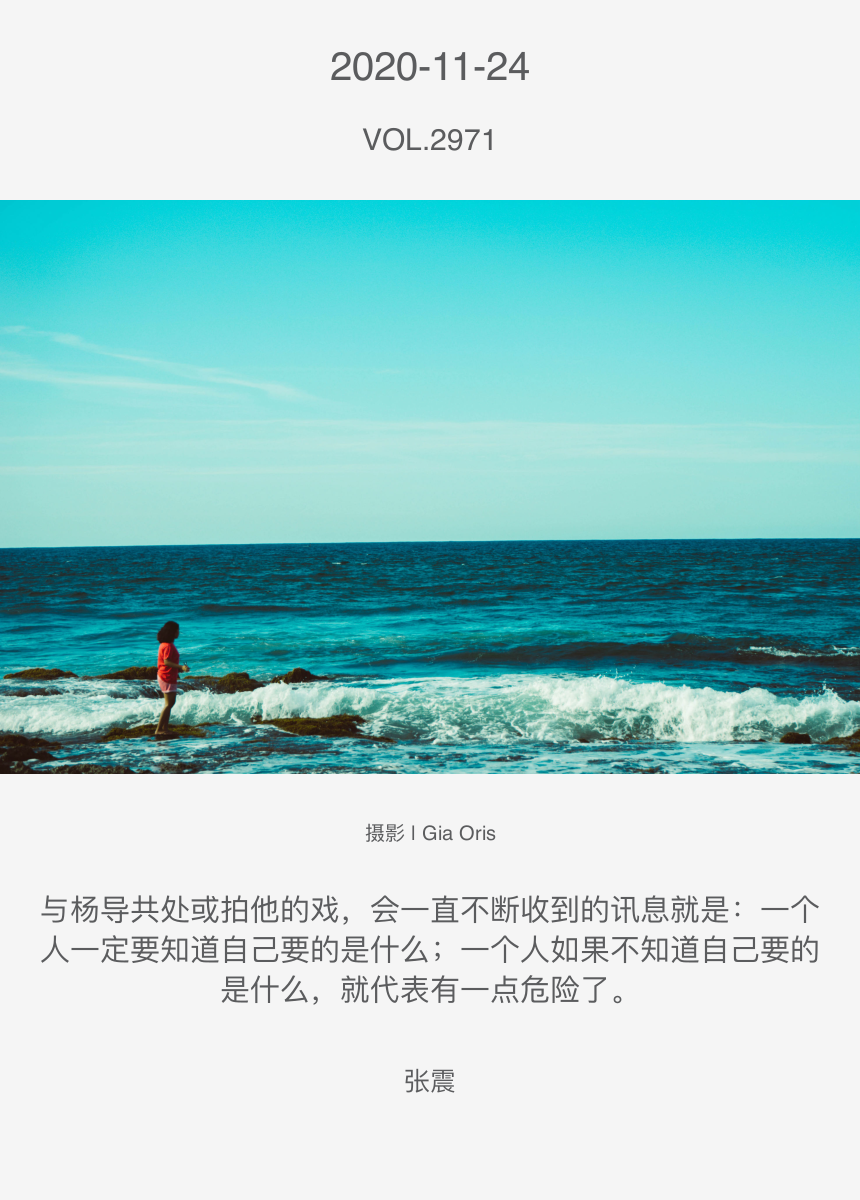 2020-11-24
VOL.2971
摄影 | Gia Oris
与杨导共处或拍他的戏，会一直不断收到的讯息就是：一个
人一定要知道自己要的是什么；一个人如果不知道自己要的
是什么，就代表有一点危险了。
张震